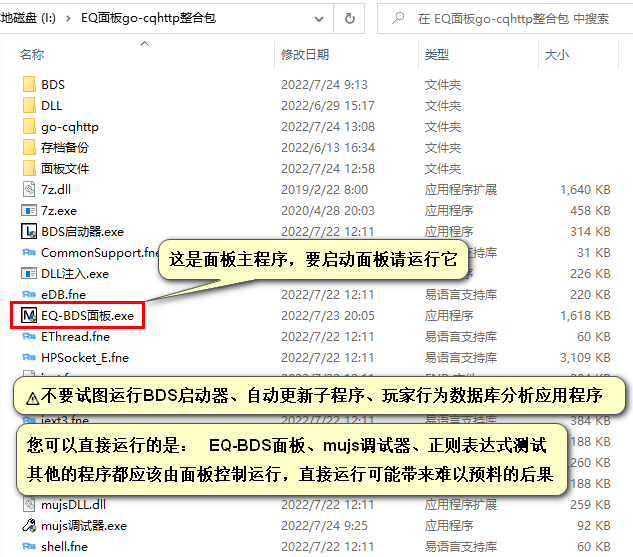 地磁盘 (I:) › EQ面板go-cqhttp整合包
在 EQ面板go-cqhttp整合包 中搜索
名称 修改日期 类型 大小
BDS 2022/7/24 9:13 文件夹
DLL 2022/6/29 15:17 文件夹
go-cqhttp 2022/7/24 13:08 文件夹
存档备份 2022/6/13 16:34 文件夹
面板文件 2022/7/24 12:58 文件夹
7z.dll 2019/2/22 8:00 应用程序扩展 1,640 KB
7z.exe 2020/4/28 20:03 应用程序 458 KB
BDS启动器.exe 2022/7/22 12:11 应用程序 314 KB
CommonSupport.fne 支持库 31 KB
这是面板主程序，要启动面板请运行它
DLL注入.exe 226 KB
eDB.fne 2022/7/22 12:11 易语言支持库 220 KB
EQ-BDS面板.exe 2022/7/23 20:05 应用程序 1,618 KB
EThread.fne 2022/7/22 12:11 易语言支持库 60 KB
HPSocket_E.fne 2022/7/22 12:11 易语言支持库 3,109 KB
⚠不要试图运行BDS启动器、自动更新子程序、玩家行为数据库分析应用程序
iext3.fne 2022/7/22 12:11 易语言支持库 384 KB
188 KB
您可以直接运行的是： EQ-BDS面板、mujs调试器、正则表达式测试
260 KB
其他的程序都应该由面板控制运行，直接运行可能带来难以预料的后果
188 KB
mujsDLL.dll 2022/7/22 12:11 应用程序扩展 259 KB
mujs调试器.exe 2022/7/24 9:25 应用程序 92 KB
shell.fne 2022/7/22 12:11 易语言支持库 60 KB